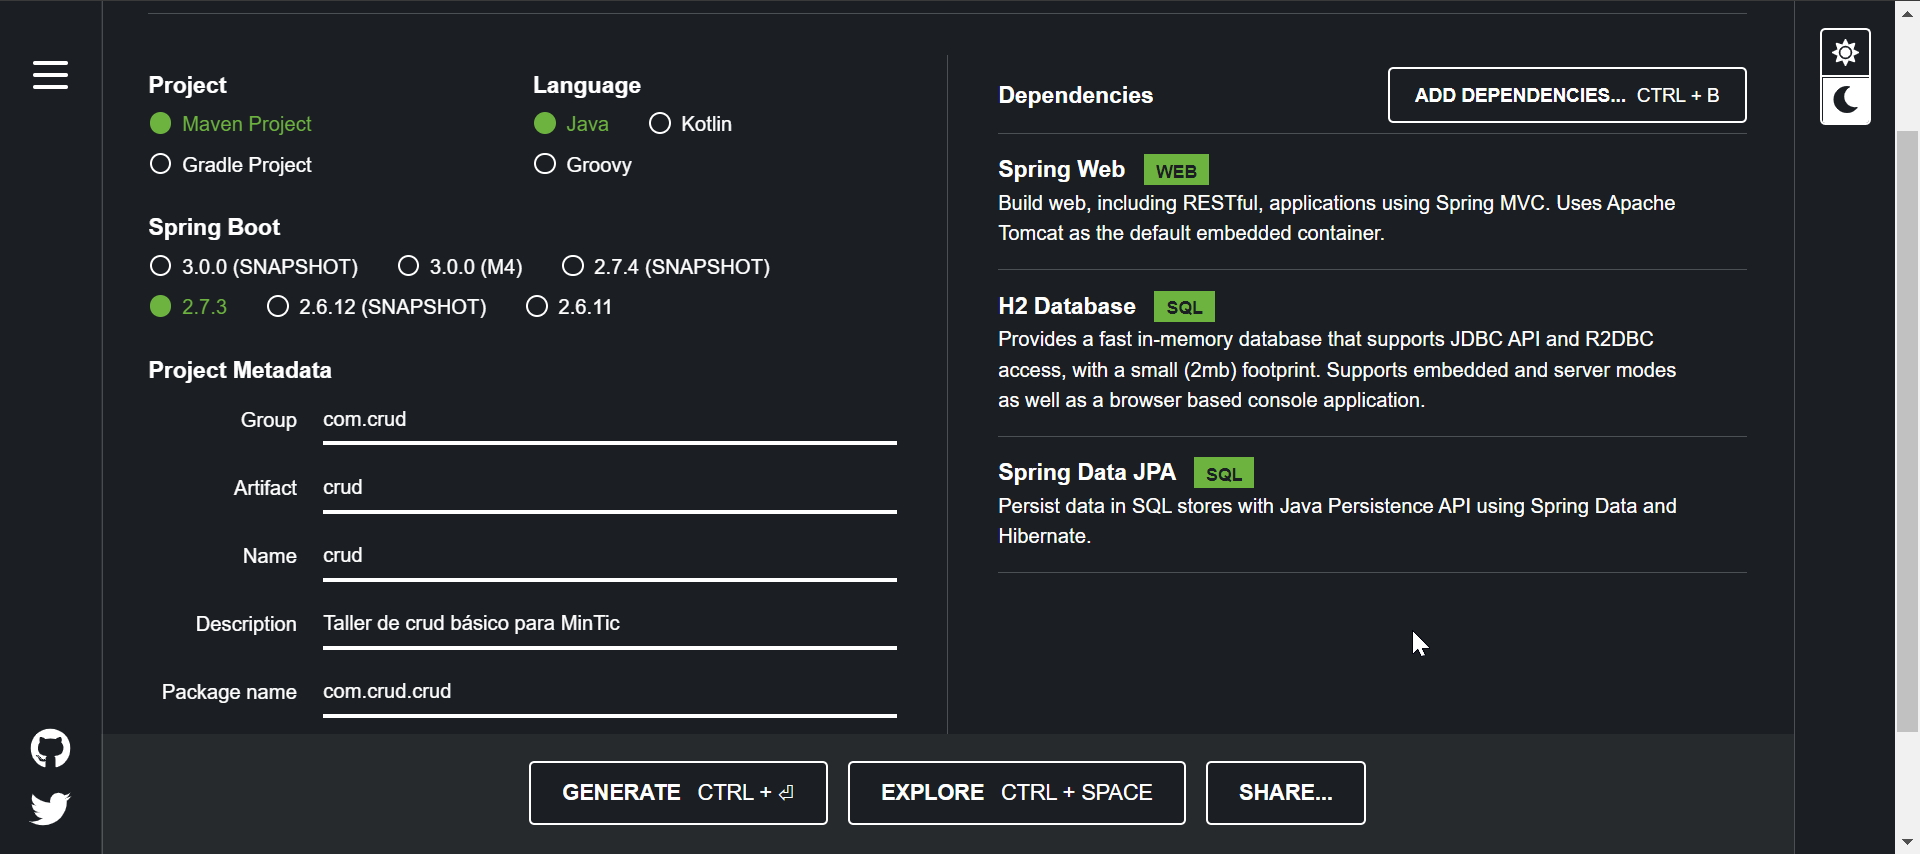 Project
Maven Project
Gradle Project
Language
Java Kotlin
Groovy
Spring Boot
3.0.0 (SNAPSHOT) 3.0.0 (M4) 2.7.4 (SNAPSHOT)
2.7.3 2.6.12 (SNAPSHOT) 2.6.11
Project Metadata
Group com.crud
Artifact crud
Name crud
Description Taller de crud básico para MinTic
Package name com.crud.crud
Dependencies
ADD DEPENDENCIES... CTRL + B
Spring Web WEB
Build web, including RESTful, applications using Spring MVC. Uses Apache
Tomcat as the default embedded container.
H2 Database SQL
Provides a fast in-memory database that supports JDBC API and R2DBC
access, with a small (2mb) footprint. Supports embedded and server modes
as well as a browser based console application.
Spring Data JPA SQL
Persist data in SQL stores with Java Persistence API using Spring Data and
Hibernate.
GENERATE CTRL + ⏎
EXPLORE CTRL + SPACE
SHARE...